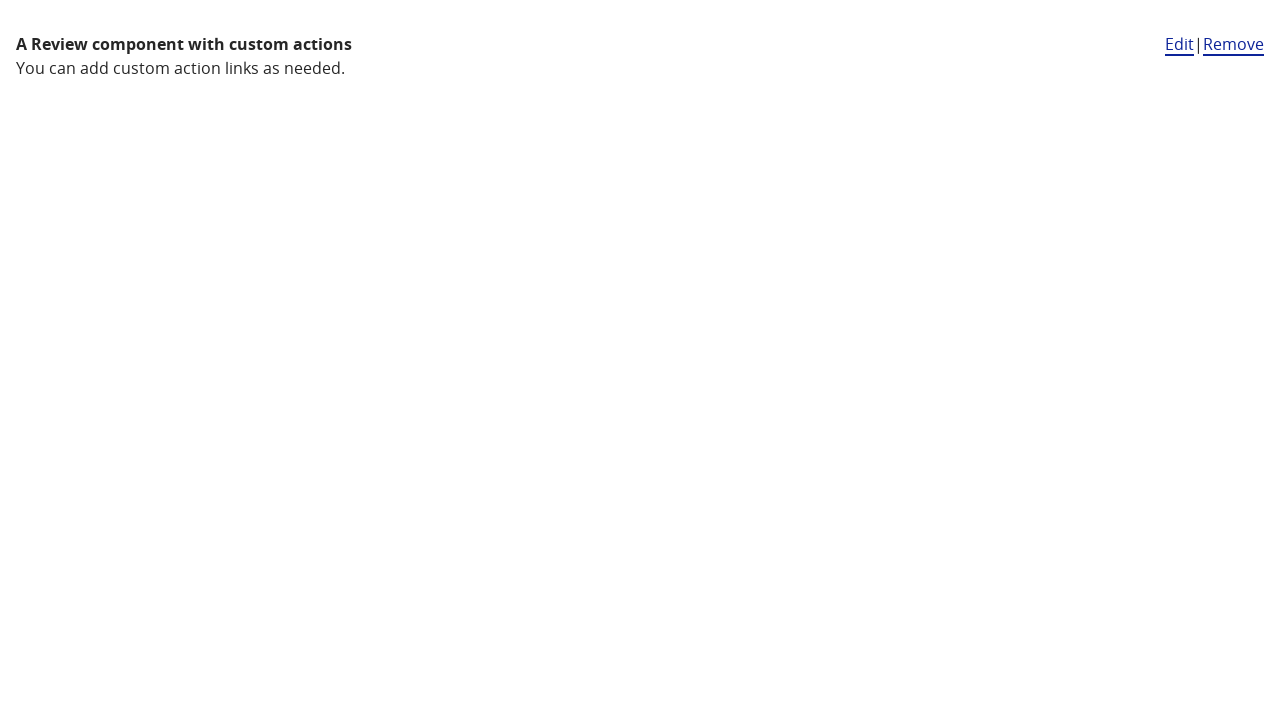 A Review component with custom actions
Edit|Remove
You can add custom action links as needed.